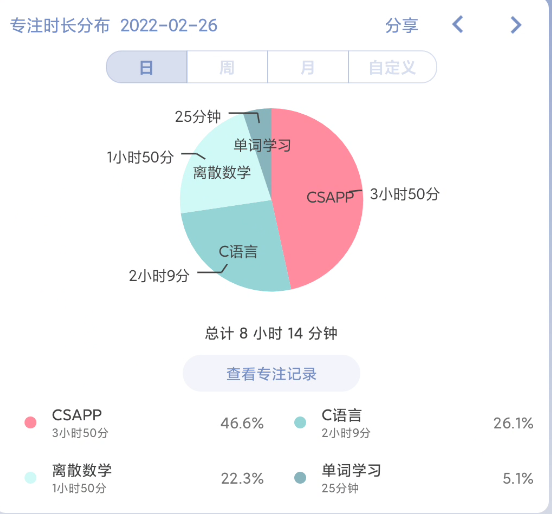 专注时长分布 2022-02-26 分享
日 周 月 自定义
25分钟
单词学习
1小时50分
离散数学
CSAPP 3小时50分
C语言
2小时9分
总计 8 小时 14 分钟
查看专注记录
CSAPP 46.6% C语言 26.1%
3小时50分 2小时9分
离散数学 22.3% 单词学习 5.1%
1小时50分 25分钟